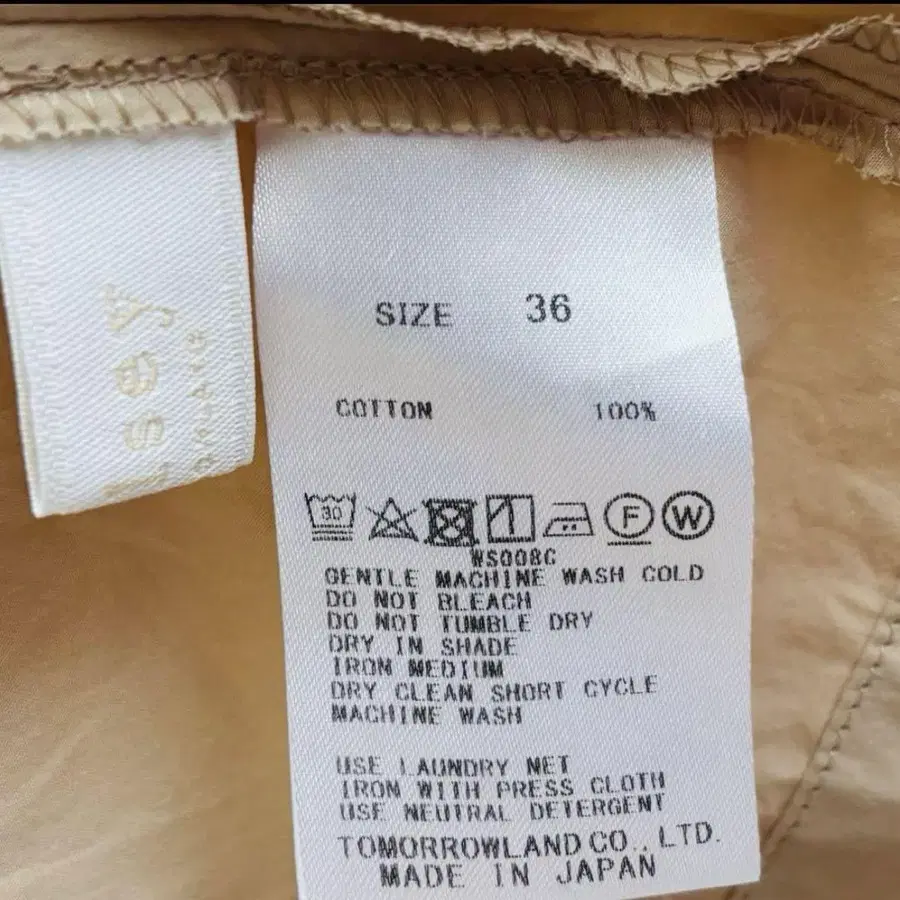 sey
SIZE 36
COTTON 100%
30 F W
WS008C
GENTLE MACHINE WASH COLD
DO NOT BLEACH
DO NOT TUMBLE DRY
DRY IN SHADE
IRON MEDIUM
DRY CLEAN SHORT CYCLE
MACHINE WASH
USE LAUNDRY NET
IRON WITH PRESS CLOTH
USE NEUTRAL DETERGENT
TOMORROWLAND CO., LTD.
MADE IN JAPAN